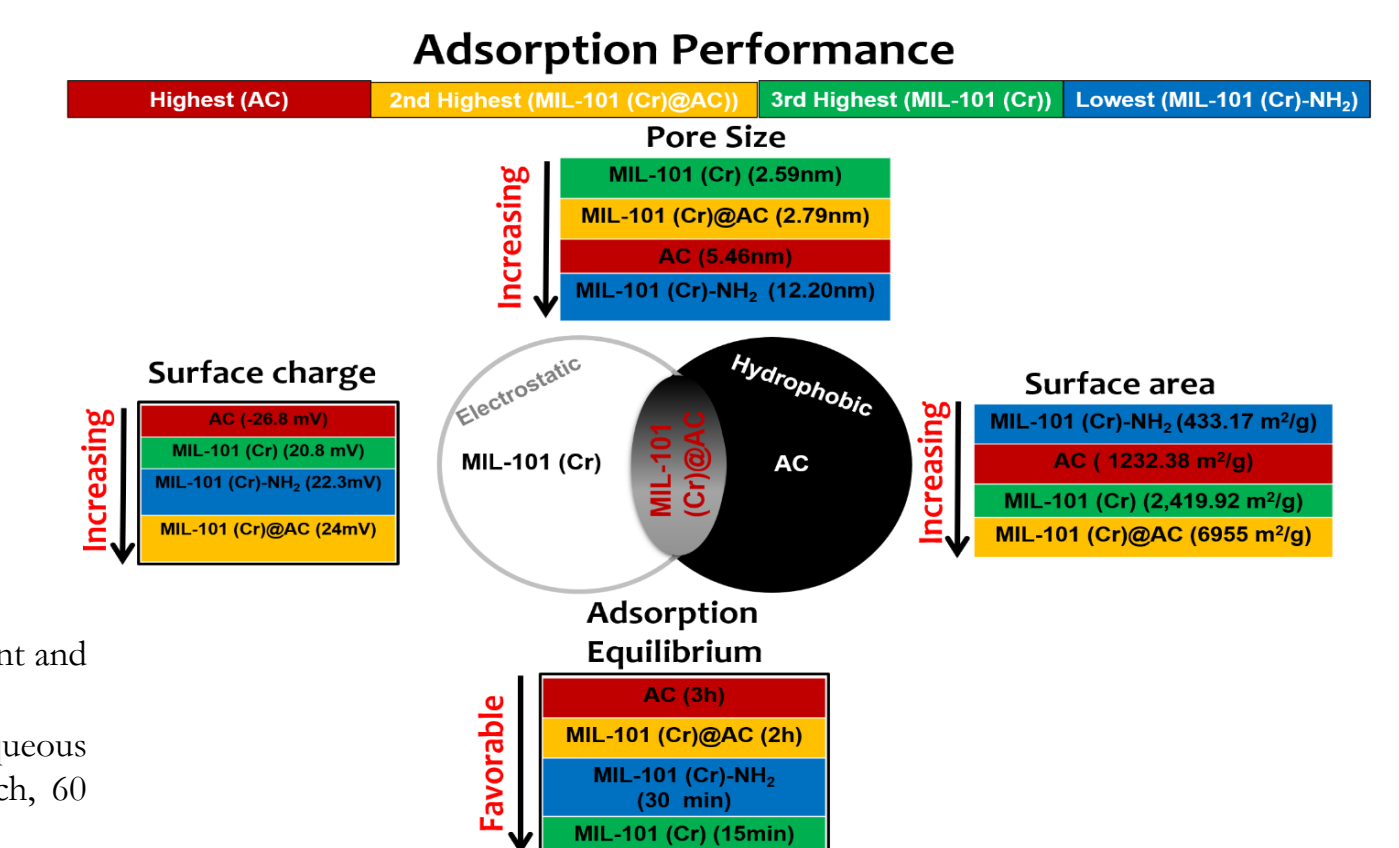 Adsorption Performance
Highest (AC)
2nd Highest (MIL-101 (Cr)@AC))
3rd Highest (MIL-101 (Cr))
Lowest (MIL-101 (Cr)-NH₂)
Pore Size
Increasing
MIL-101 (Cr) (2.59nm)
MIL-101 (Cr)@AC (2.79nm)
AC (5.46nm)
MIL-101 (Cr)-NH₂ (12.20nm)
Surface charge
Increasing
AC (-26.8 mV)
MIL-101 (Cr) (20.8 mV)
MIL-101 (Cr)-NH₂ (22.3mV)
MIL-101 (Cr)@AC (24mV)
Electrostatic
MIL-101 (Cr)
MIL-101
(Cr)@AC
Hydrophobic
AC
Surface area
Increasing
MIL-101 (Cr)-NH₂ (433.17 m²/g)
AC ( 1232.38 m²/g)
MIL-101 (Cr) (2,419.92 m²/g)
MIL-101 (Cr)@AC (6955 m²/g)
Adsorption
Equilibrium
Favorable
AC (3h)
MIL-101 (Cr)@AC (2h)
MIL-101 (Cr)-NH₂
(30 min)
MIL-101 (Cr) (15min)
nt and
queous
ch, 60